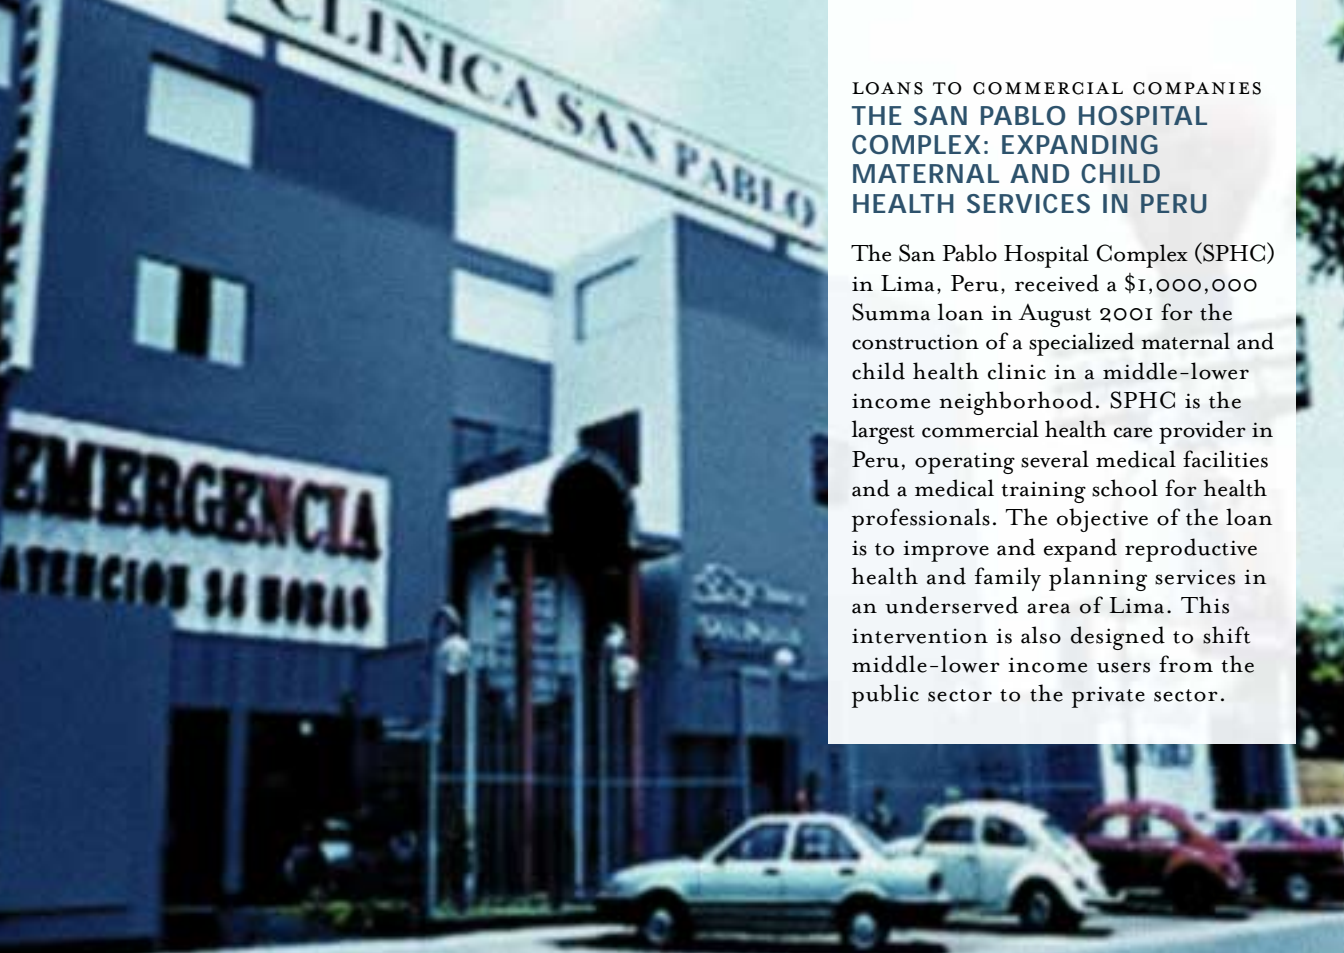 CLINICA SAN PABLO
EMERGENCIA
ATENCION 24 HORAS
LOANS TO COMMERCIAL COMPANIES
THE SAN PABLO HOSPITAL
COMPLEX: EXPANDING
MATERNAL AND CHILD
HEALTH SERVICES IN PERU
The San Pablo Hospital Complex (SPHC)
in Lima, Peru, received a $1,000,000
Summa loan in August 2001 for the
construction of a specialized maternal and
child health clinic in a middle-lower
income neighborhood. SPHC is the
largest commercial health care provider in
Peru, operating several medical facilities
and a medical training school for health
professionals. The objective of the loan
is to improve and expand reproductive
health and family planning services in
an underserved area of Lima. This
intervention is also designed to shift
middle-lower income users from the
public sector to the private sector.